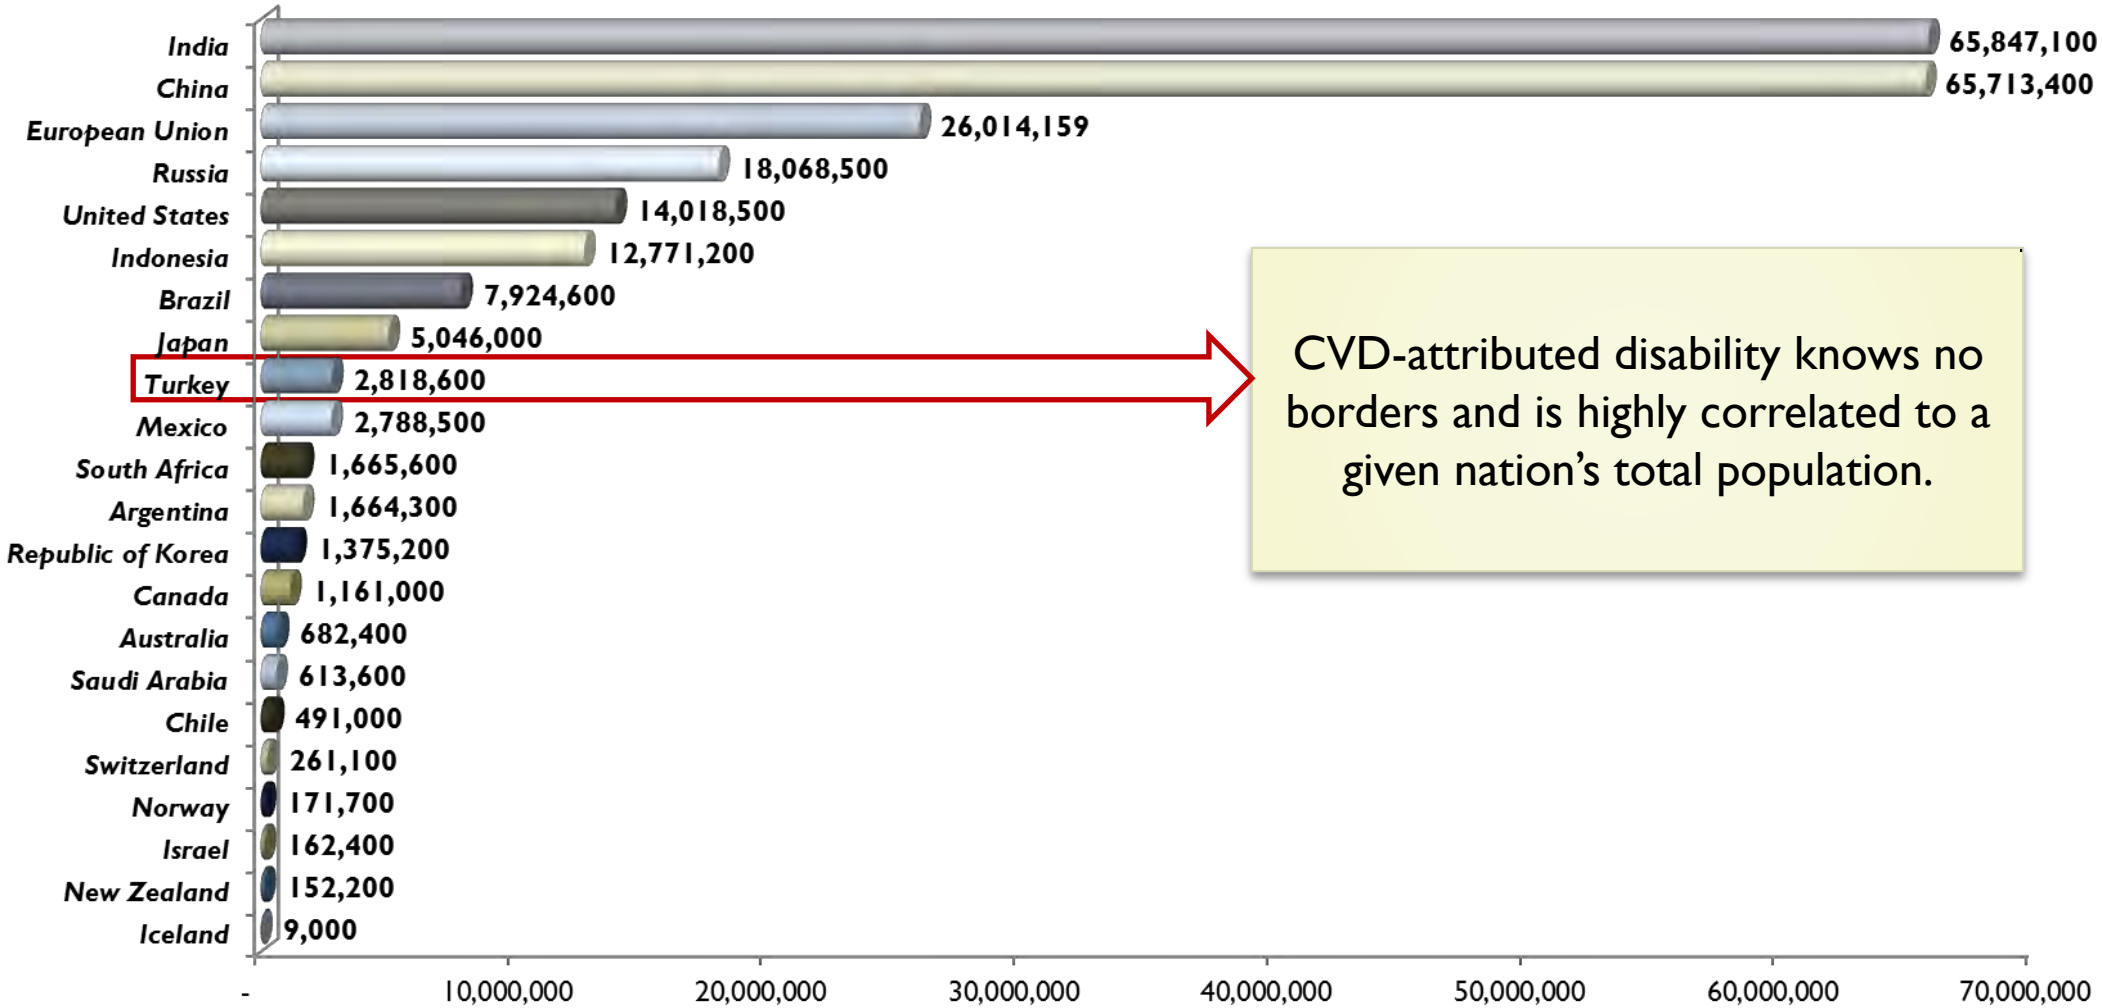 India 65,847,100
China 65,713,400
European Union 26,014,159
Russia 18,068,500
United States 14,018,500
Indonesia 12,771,200
Brazil 7,924,600
Japan 5,046,000
Turkey 2,818,600
Mexico 2,788,500
South Africa 1,665,600
Argentina 1,664,300
Republic of Korea 1,375,200
Canada 1,161,000
Australia 682,400
Saudi Arabia 613,600
Chile 491,000
Switzerland 261,100
Norway 171,700
Israel 162,400
New Zealand 152,200
Iceland 9,000
CVD-attributed disability knows no
borders and is highly correlated to a
given nation’s total population.
- 10,000,000 20,000,000 30,000,000 40,000,000 50,000,000 60,000,000 70,000,000